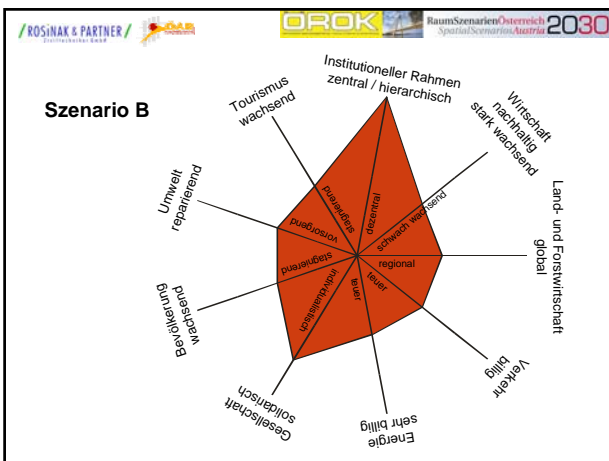 / ROSiNAK & PARTNER /
Ziviltechniker GmbH
ÖROK
RaumSzenarienÖsterreich
SpatialScenariosAustria
2030
Szenario B
Institutioneller Rahmen
zentral / hierarchisch
dezentral
Wirtschaft
nachhaltig
stark wachsend
schwach wachsend
Land- und Forstwirtschaft
global
regional
Verkehr
billig
teuer
Energie
sehr billig
teuer
Gesellschaft
solidarisch
individualistisch
Bevölkerung
wachsend
stagnierend
Umwelt
reparierend
vorsorgend
Tourismus
wachsend
stagnierend